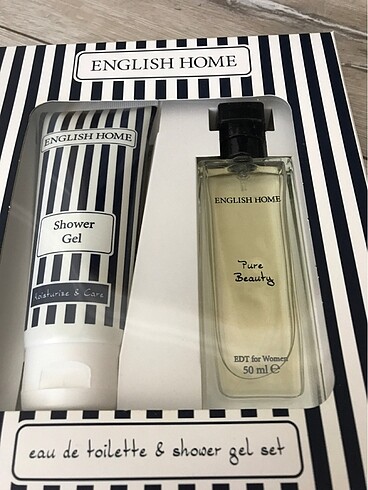 ENGLISH HOME
ENGLISH HOME
Shower
Gel
Moisturize & Care
ENGLISH HOME
Pure
Beauty
EDT for Women
50 ml ℮
eau de toilette & shower gel set